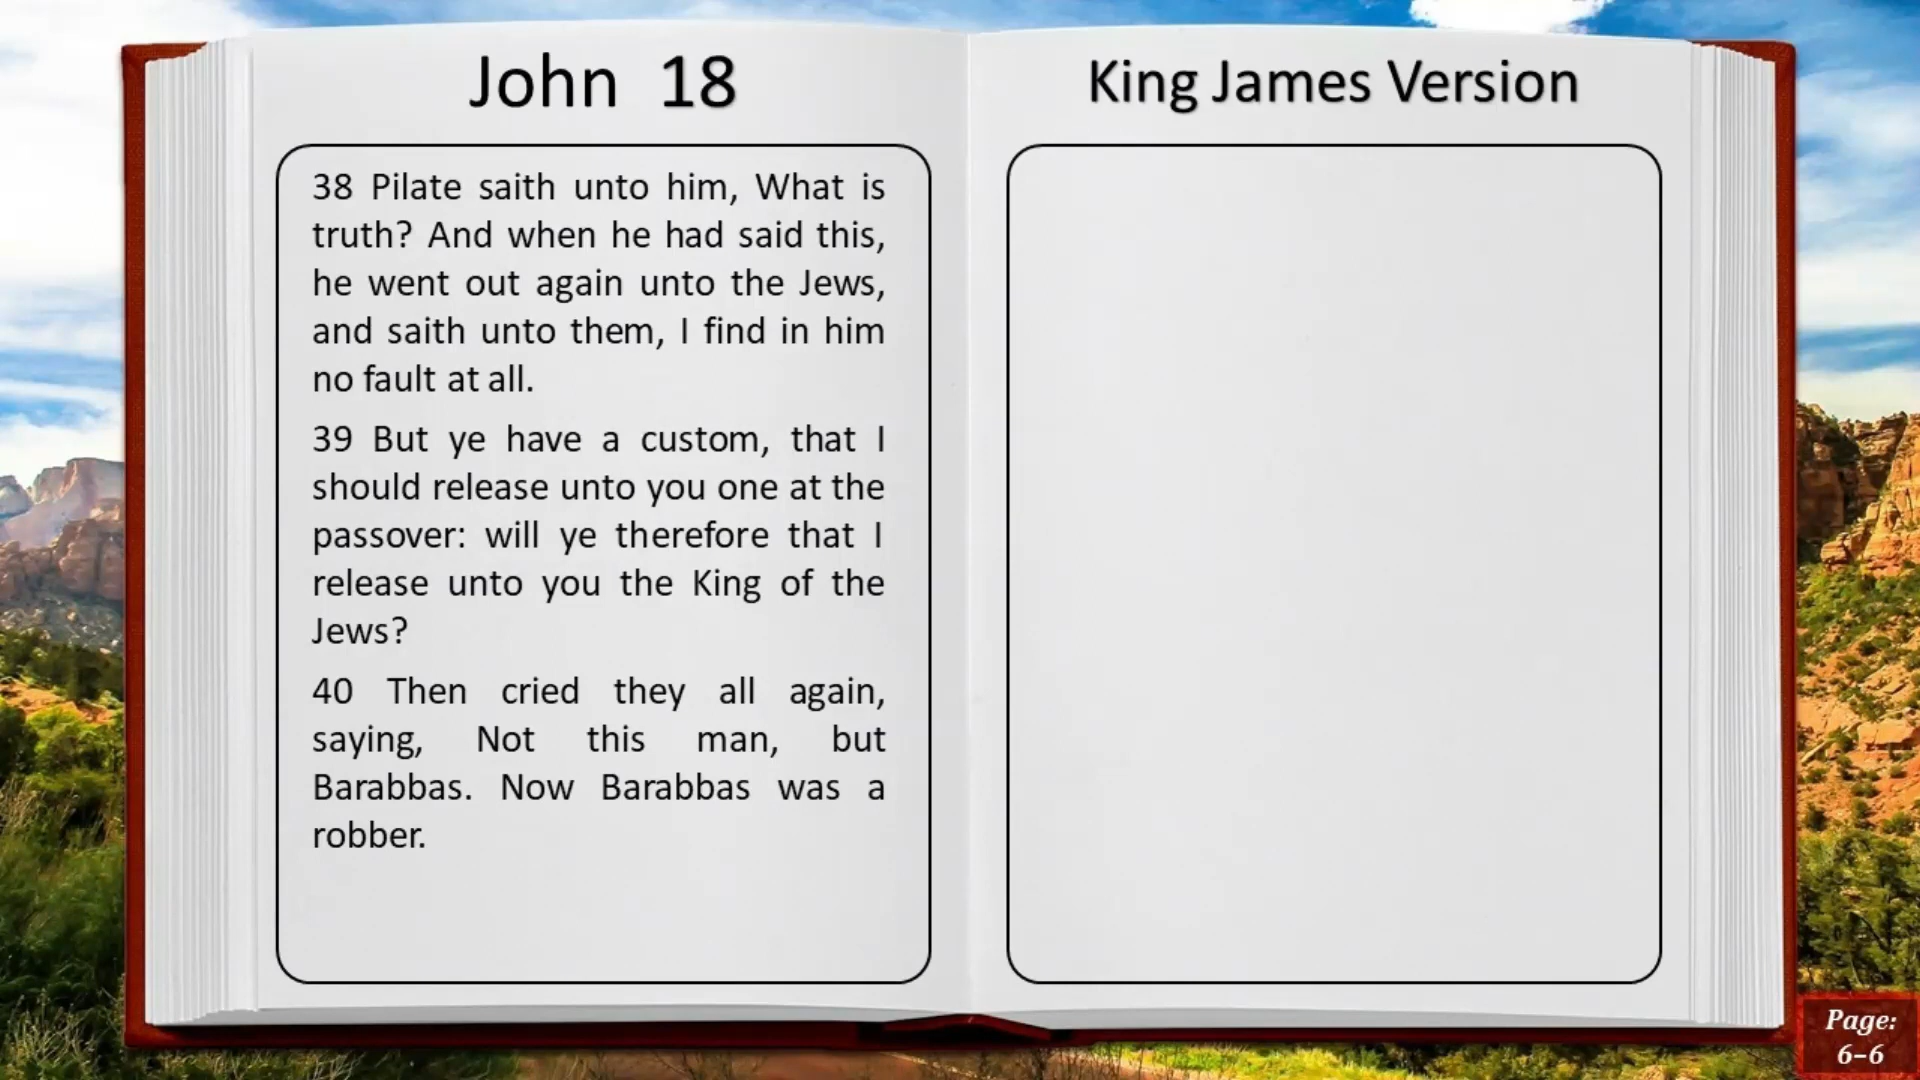 John 18
King James Version
38 Pilate saith unto him, What is
truth? And when he had said this,
he went out again unto the Jews,
and saith unto them, I find in him
no fault at all.
39 But ye have a custom, that I
should release unto you one at the
passover: will ye therefore that I
release unto you the King of the
Jews?
40 Then cried they all again,
saying, Not this man, but
Barabbas. Now Barabbas was a
robber.
Page:
6–6